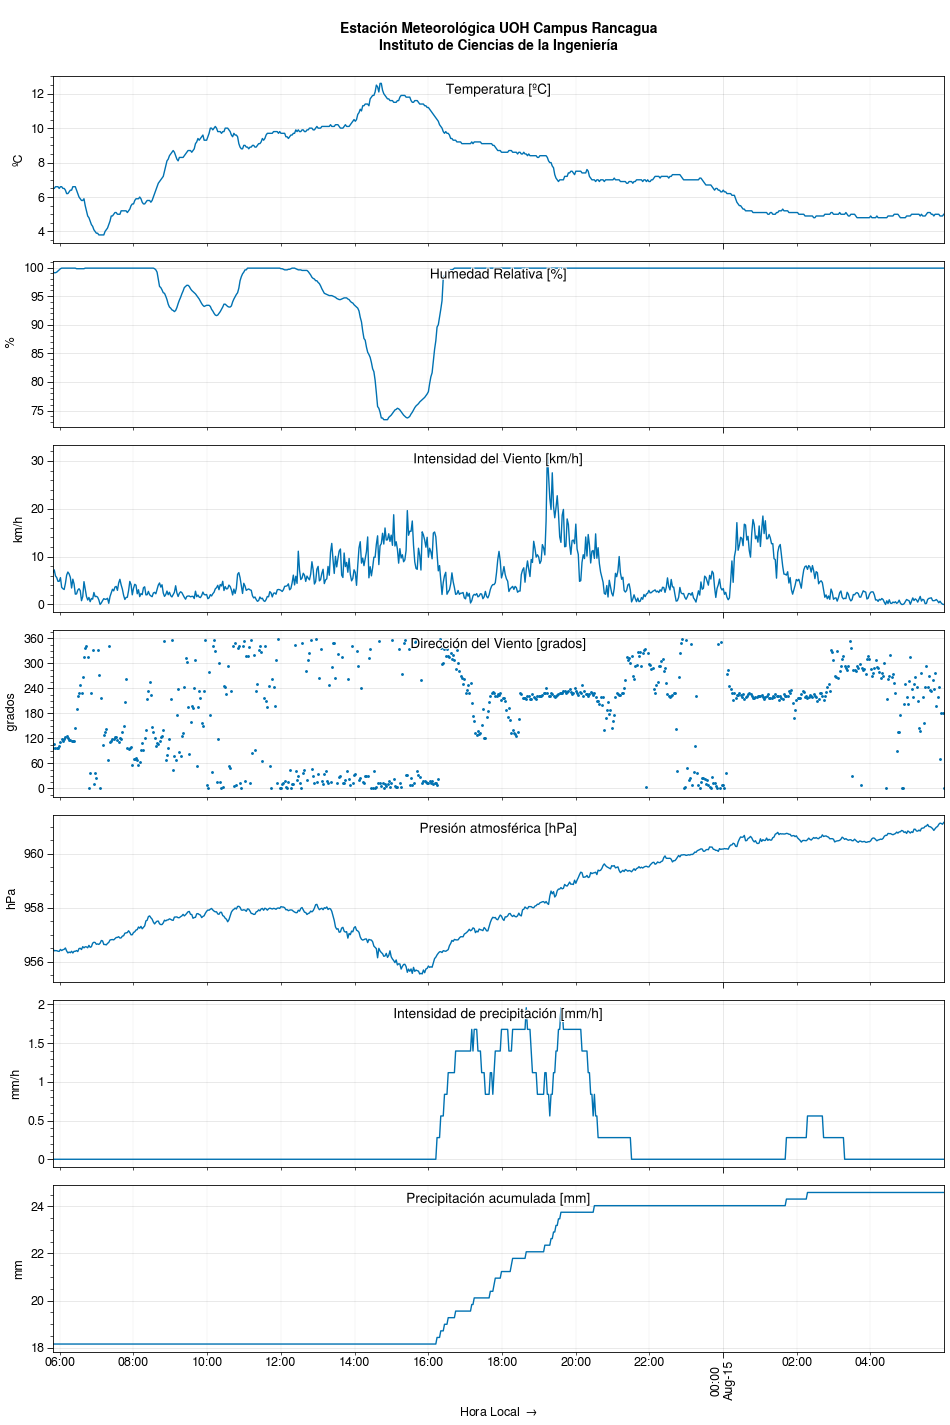 Estación Meteorológica UOH Campus Rancagua
Instituto de Ciencias de la Ingeniería
Temperatura [ºC]
ºC
12
10
8
6
4
Humedad Relativa [%]
%
100
95
90
85
80
75
Intensidad del Viento [km/h]
km/h
30
20
10
0
Dirección del Viento [grados]
grados
360
300
240
180
120
60
0
Presión atmosférica [hPa]
hPa
960
958
956
Intensidad de precipitación [mm/h]
mm/h
2
1.5
1
0.5
0
Precipitación acumulada [mm]
mm
24
22
20
18
06:00 08:00 10:00 12:00 14:00 16:00 18:00 20:00 22:00 00:00 02:00 04:00
Aug-15
Hora Local →